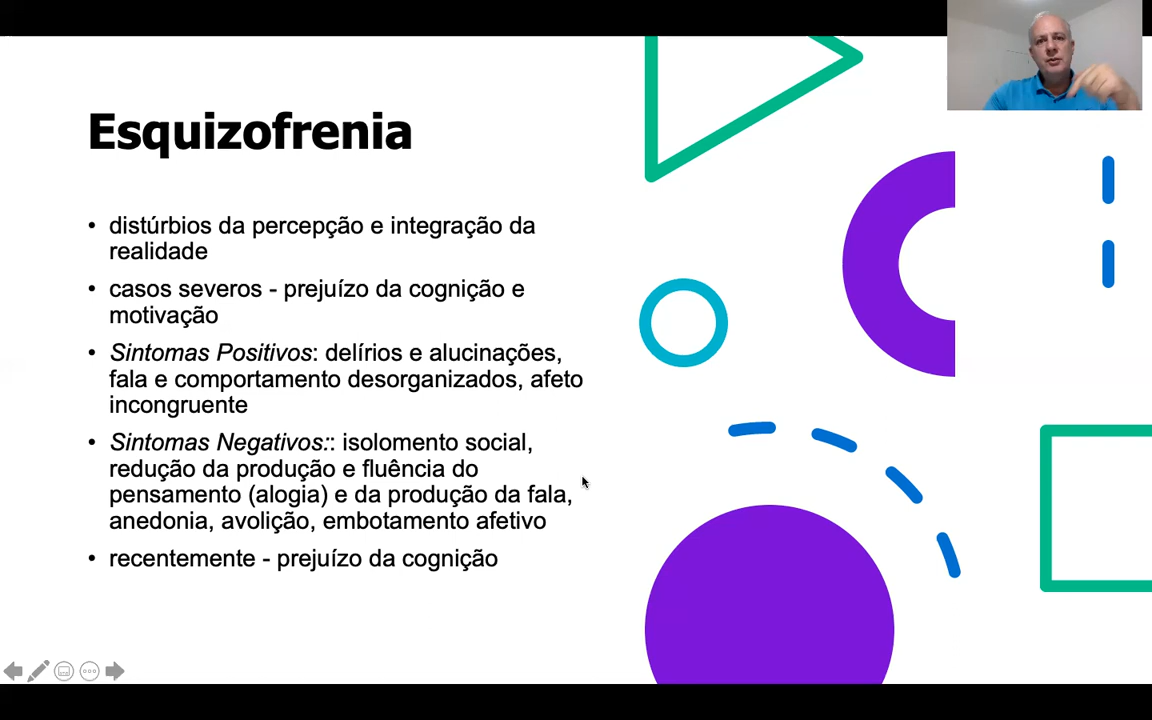 Esquizofrenia
• distúrbios da percepção e integração da
realidade
• casos severos - prejuízo da cognição e
motivação
• Sintomas Positivos: delírios e alucinações,
fala e comportamento desorganizados, afeto
incongruente
• Sintomas Negativos:: isolomento social,
redução da produção e fluência do
pensamento (alogia) e da produção da fala,
anedonia, avolição, embotamento afetivo
• recentemente - prejuízo da cognição